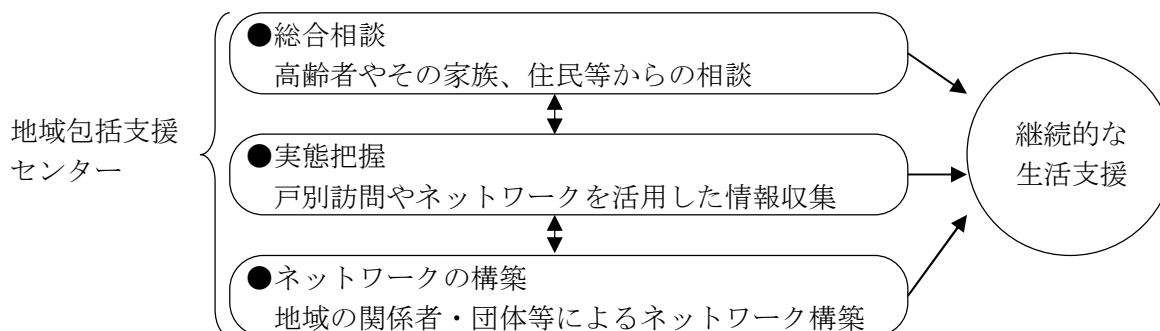 地域包括支援
センター
●総合相談
高齢者やその家族、住民等からの相談
●実態把握
戸別訪問やネットワークを活用した情報収集
●ネットワークの構築
地域の関係者・団体等によるネットワーク構築
継続的な
生活支援